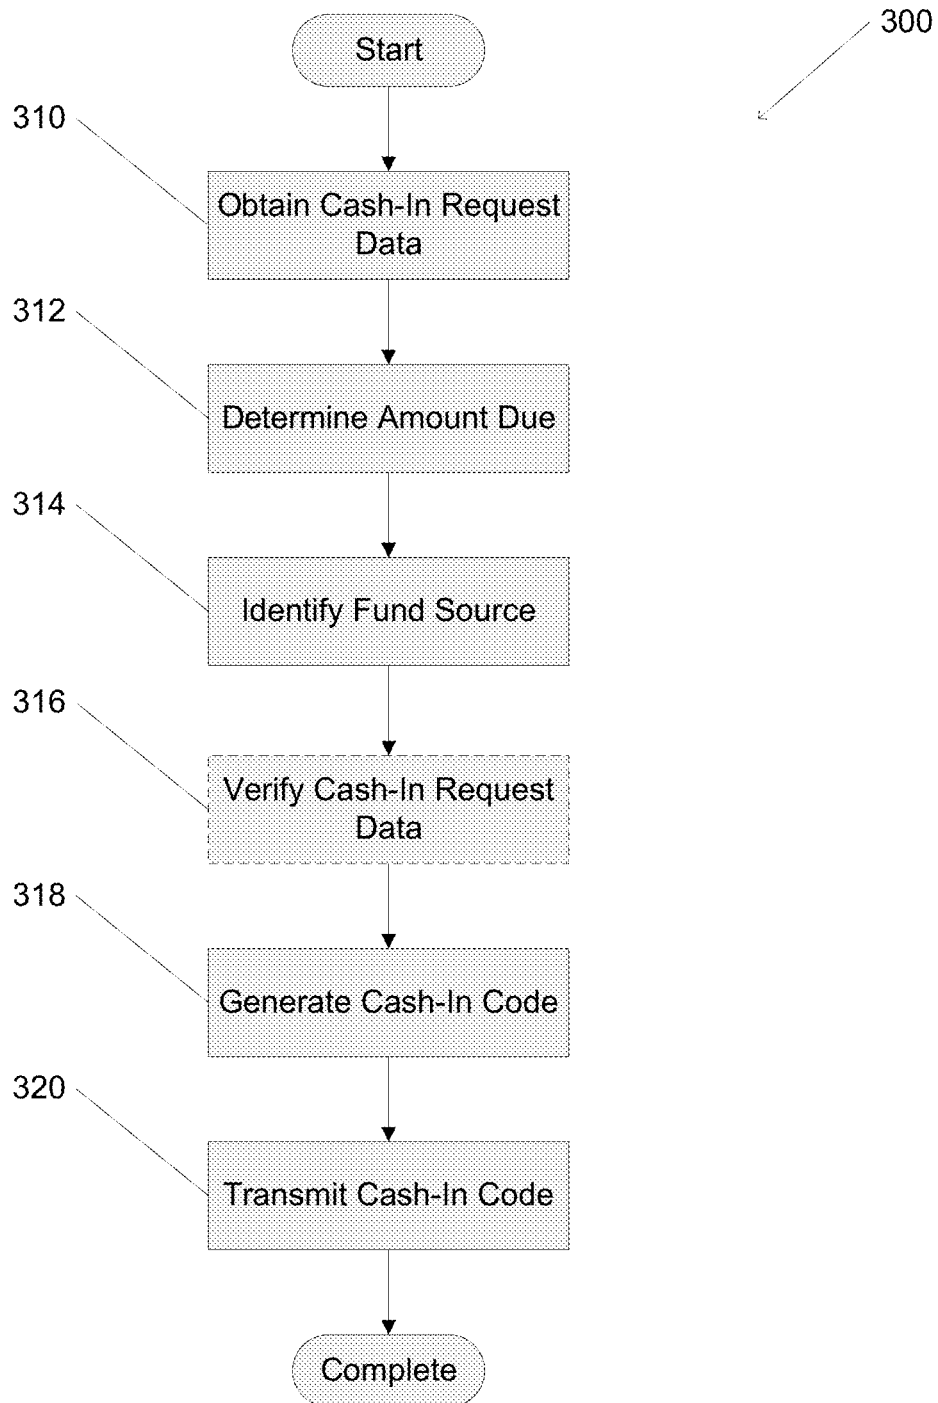 300
Start
310
Obtain Cash-In Request
Data
312
Determine Amount Due
314
Identify Fund Source
316
Verify Cash-In Request
Data
318
Generate Cash-In Code
320
Transmit Cash-In Code
Complete